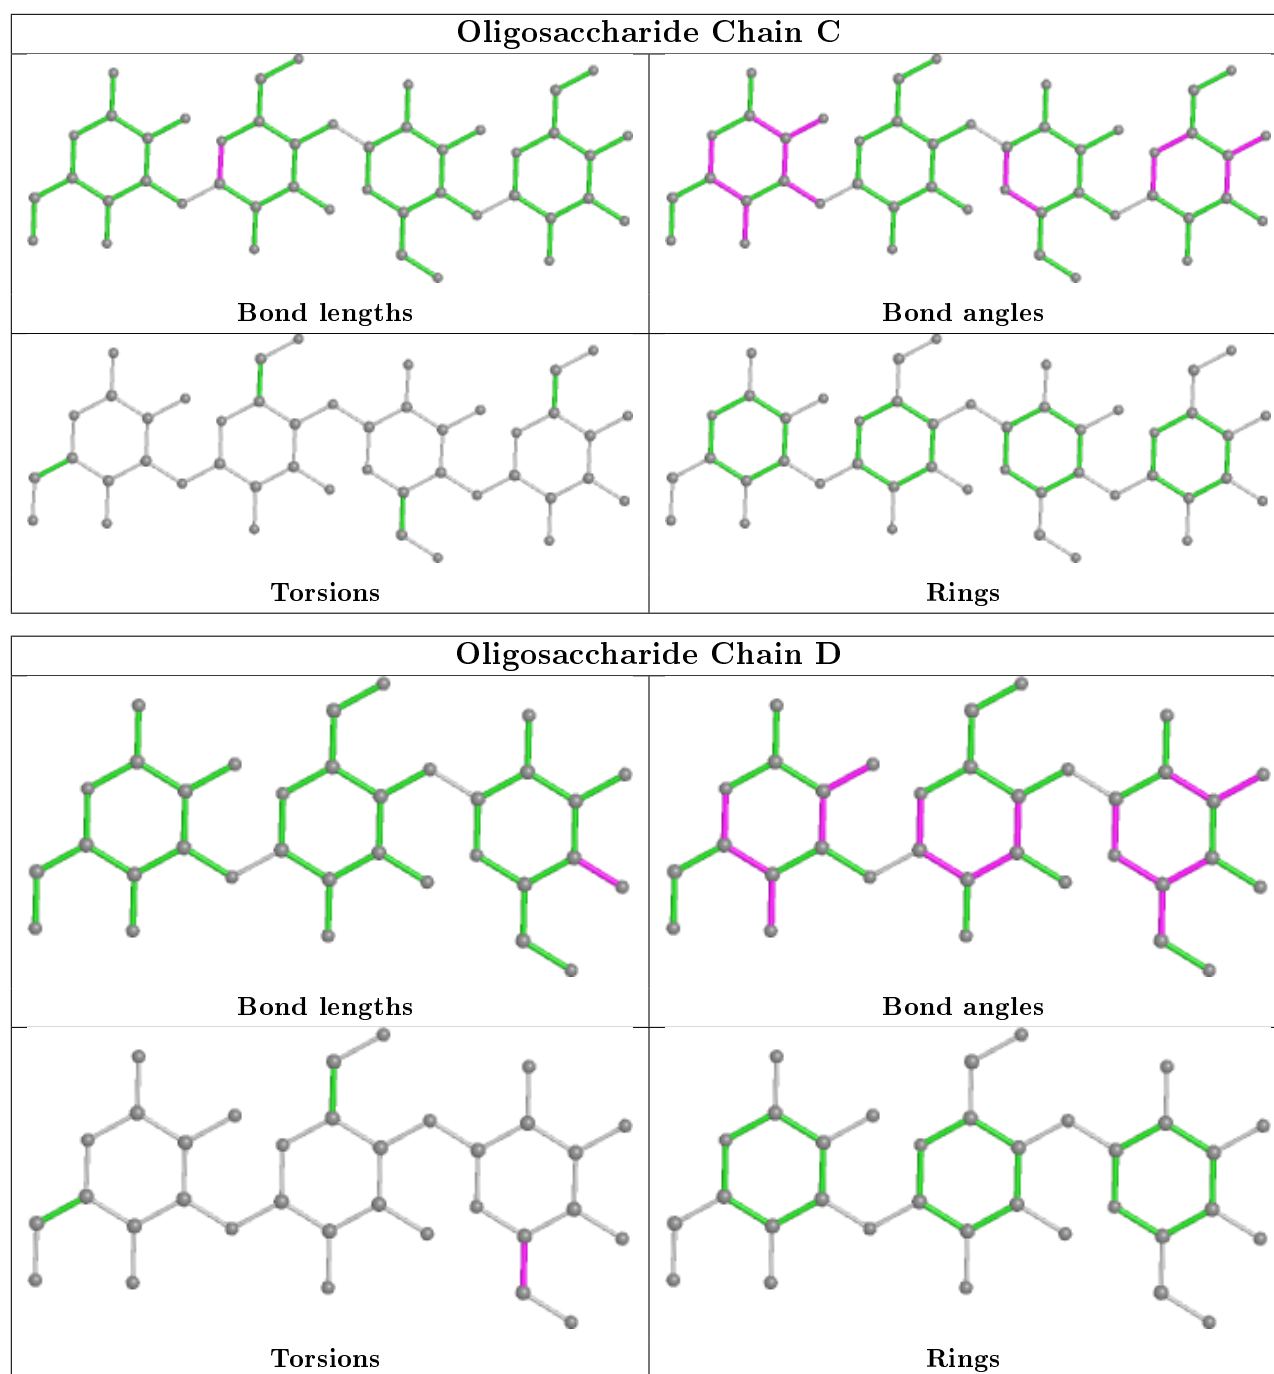 Oligosaccharide Chain C
Bond lengths
Bond angles
Torsions
Rings
Oligosaccharide Chain D
Bond lengths
Bond angles
Torsions
Rings